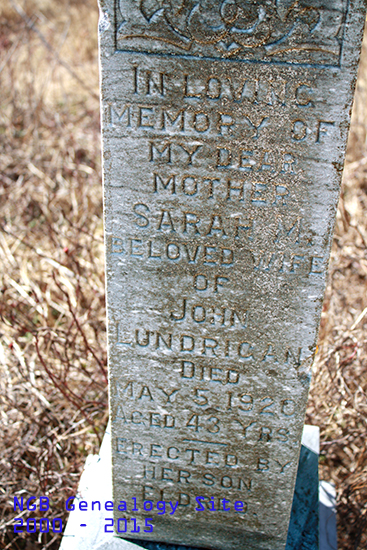 IN LOVING
MEMORY OF
MY DEAR
MOTHER
SARAH M.
BELOVED WIFE
OF
JOHN
LUNDRIGAN
DIED
MAY 5, 192
AGED 43 YRS
ERECTED BY
HER SON
NGB Genealogy Site
2000 - 2015